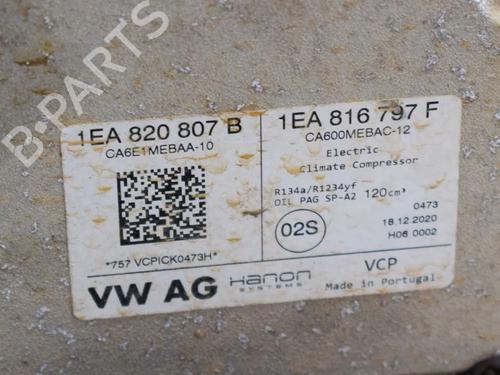 B-PARTS
1EA 820 807 B
CA6E1MEBAA-10
*757 VCPICK0473H*
VW AG
Hanon
SYSTEMS
1EA 816 797 F
CA600MEBAC-12
Electric
Climate Compressor
R134a/R1234yf
OIL PAG SP-A2 120cm³
0473
02S
18.12.2020
H06 0002
VCP
Made in Portugal